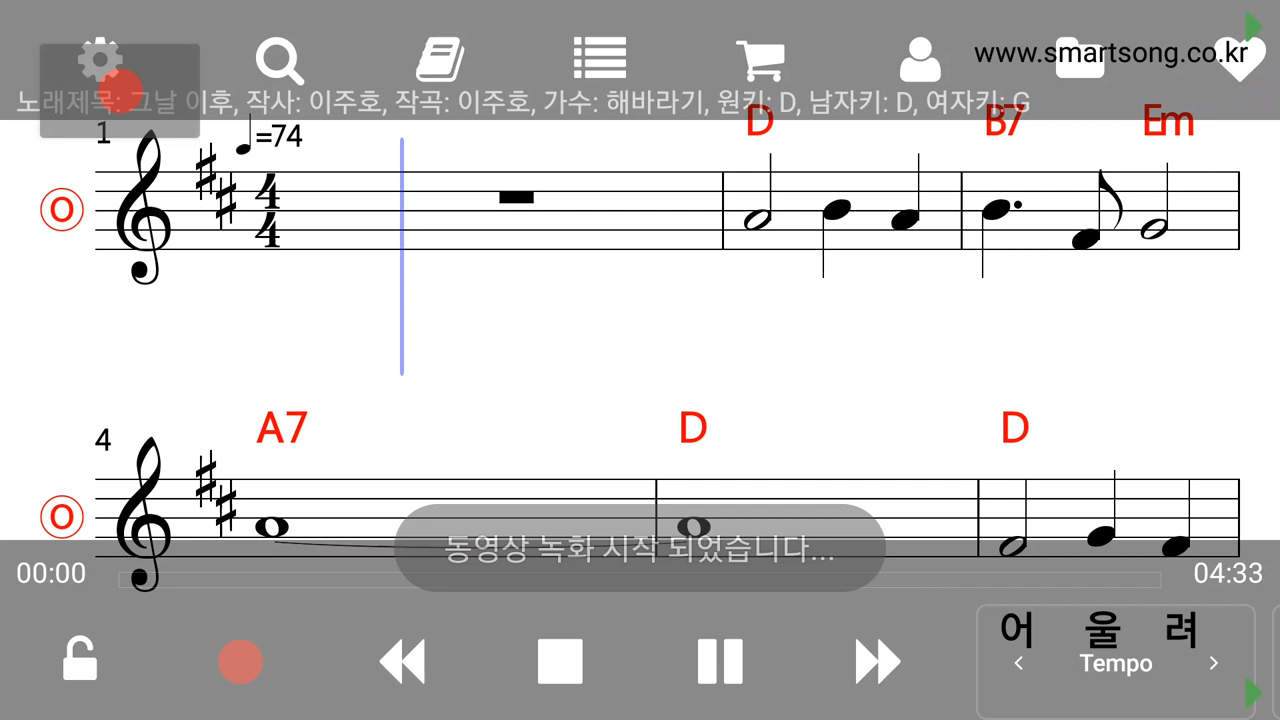 www.smartsong.co.kr
노래제목: 그날 이후, 작사: 이주호, 작곡: 이주호, 가수: 해바라기, 원키: D, 남자키: D, 여자키: G
1 =74 D B7 Em
4
4
O
4 A7 D D
O
동영상 녹화 시작 되었습니다...
00:00 04:33
어 울 려
< Tempo >